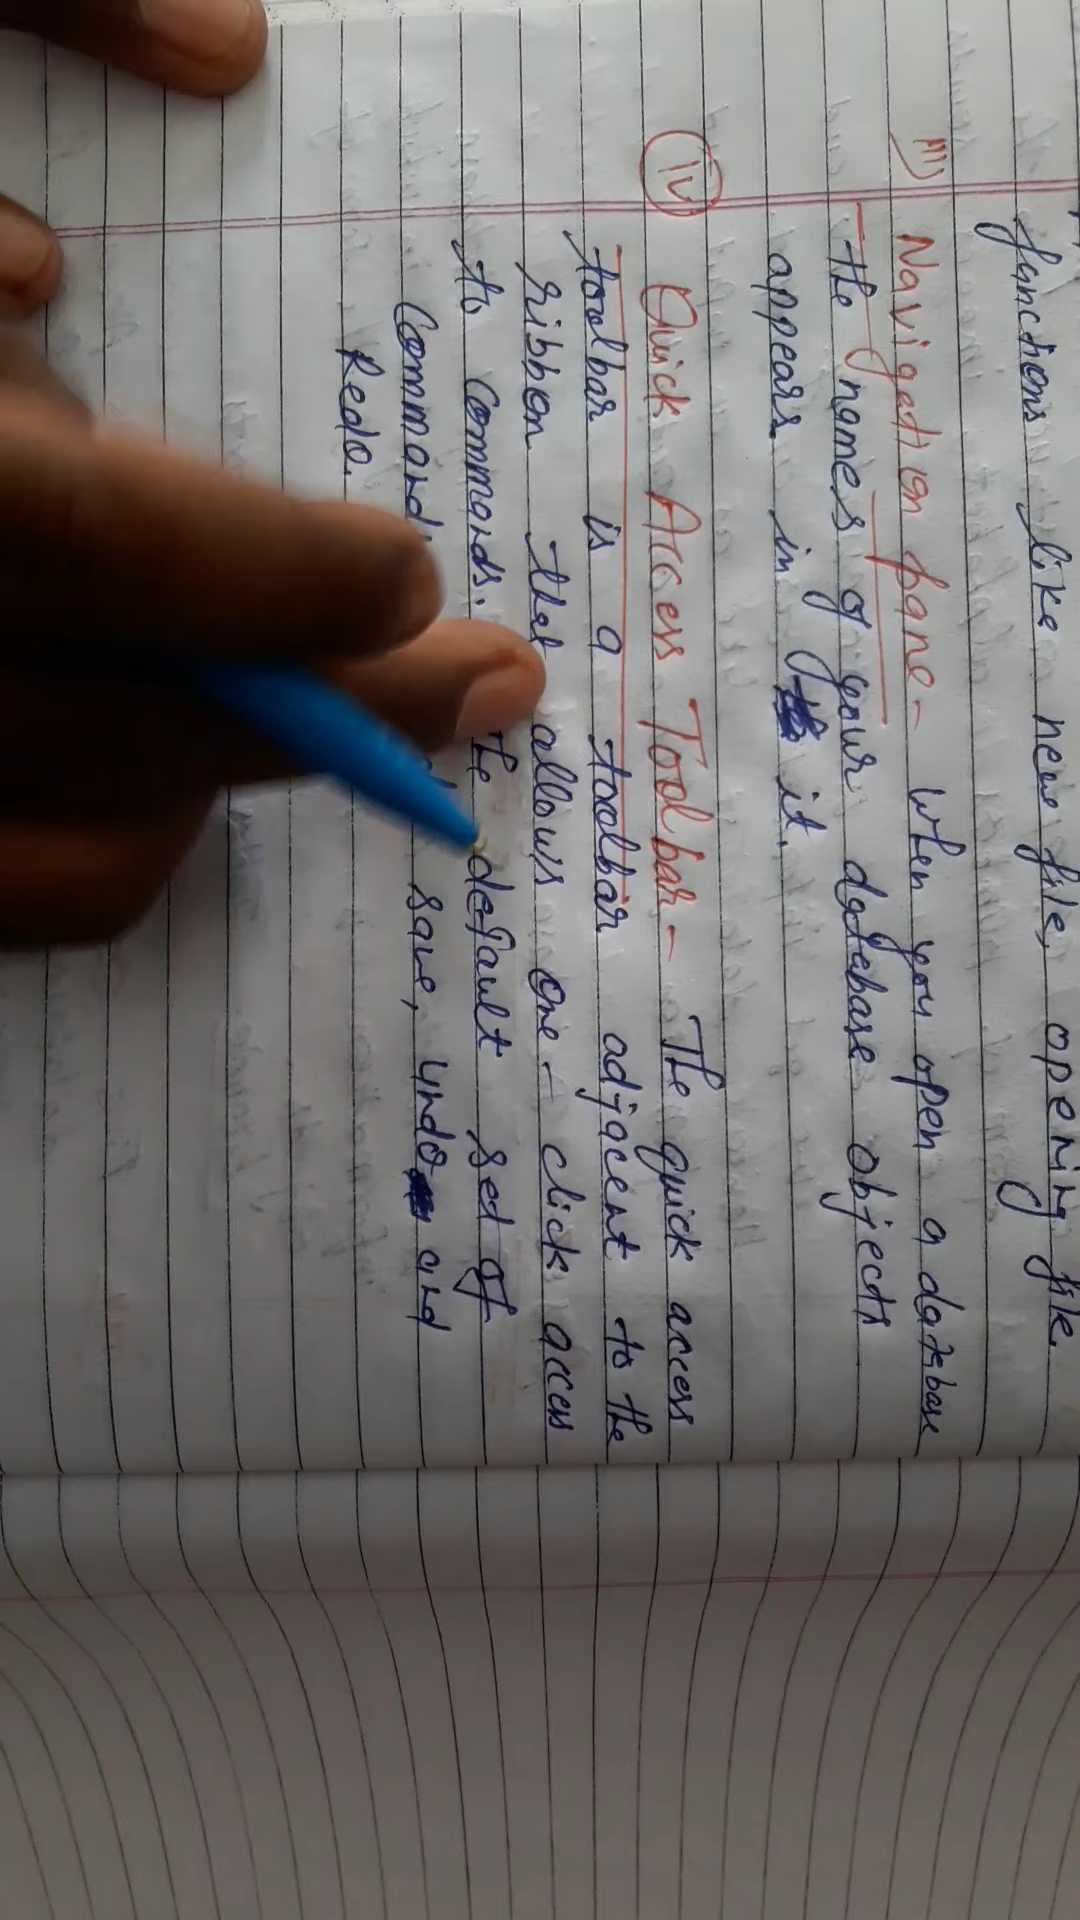 functions like new file, opening file.
III) Navigation pane - when you open a database
the names of your database objects
appears in it.
IV Quick Access Toolbar - The quick access
toolbar is a toolbar adjacent to the
ribbon that allows one - click access
to commands. the default set of
Command save, undo and
Redo.